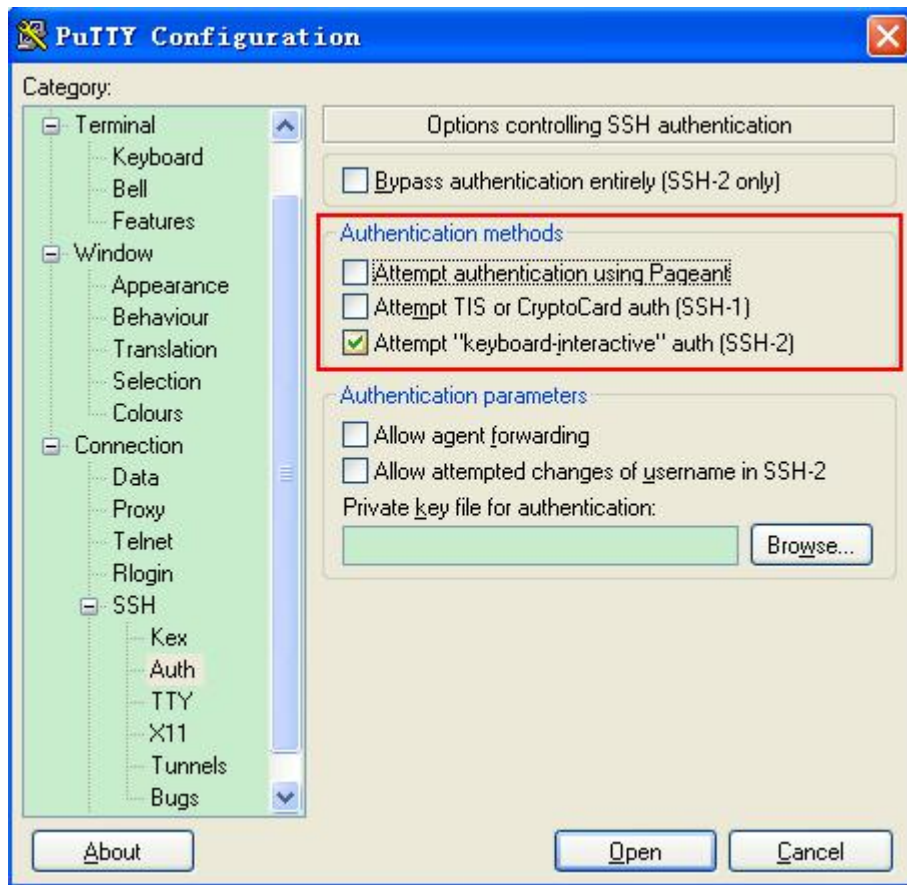 PuTTY Configuration
Category:
Terminal
Keyboard
Bell
Features
Window
Appearance
Behaviour
Translation
Selection
Colours
Connection
Data
Proxy
Telnet
Rlogin
SSH
Kex
Auth
TTY
X11
Tunnels
Bugs
Options controlling SSH authentication
Bypass authentication entirely (SSH-2 only)
Authentication methods
Attempt authentication using Pageant
Attempt TIS or CryptoCard auth (SSH-1)
Attempt "keyboard-interactive" auth (SSH-2)
Authentication parameters
Allow agent forwarding
Allow attempted changes of username in SSH-2
Private key file for authentication:
Browse...
About
Open
Cancel